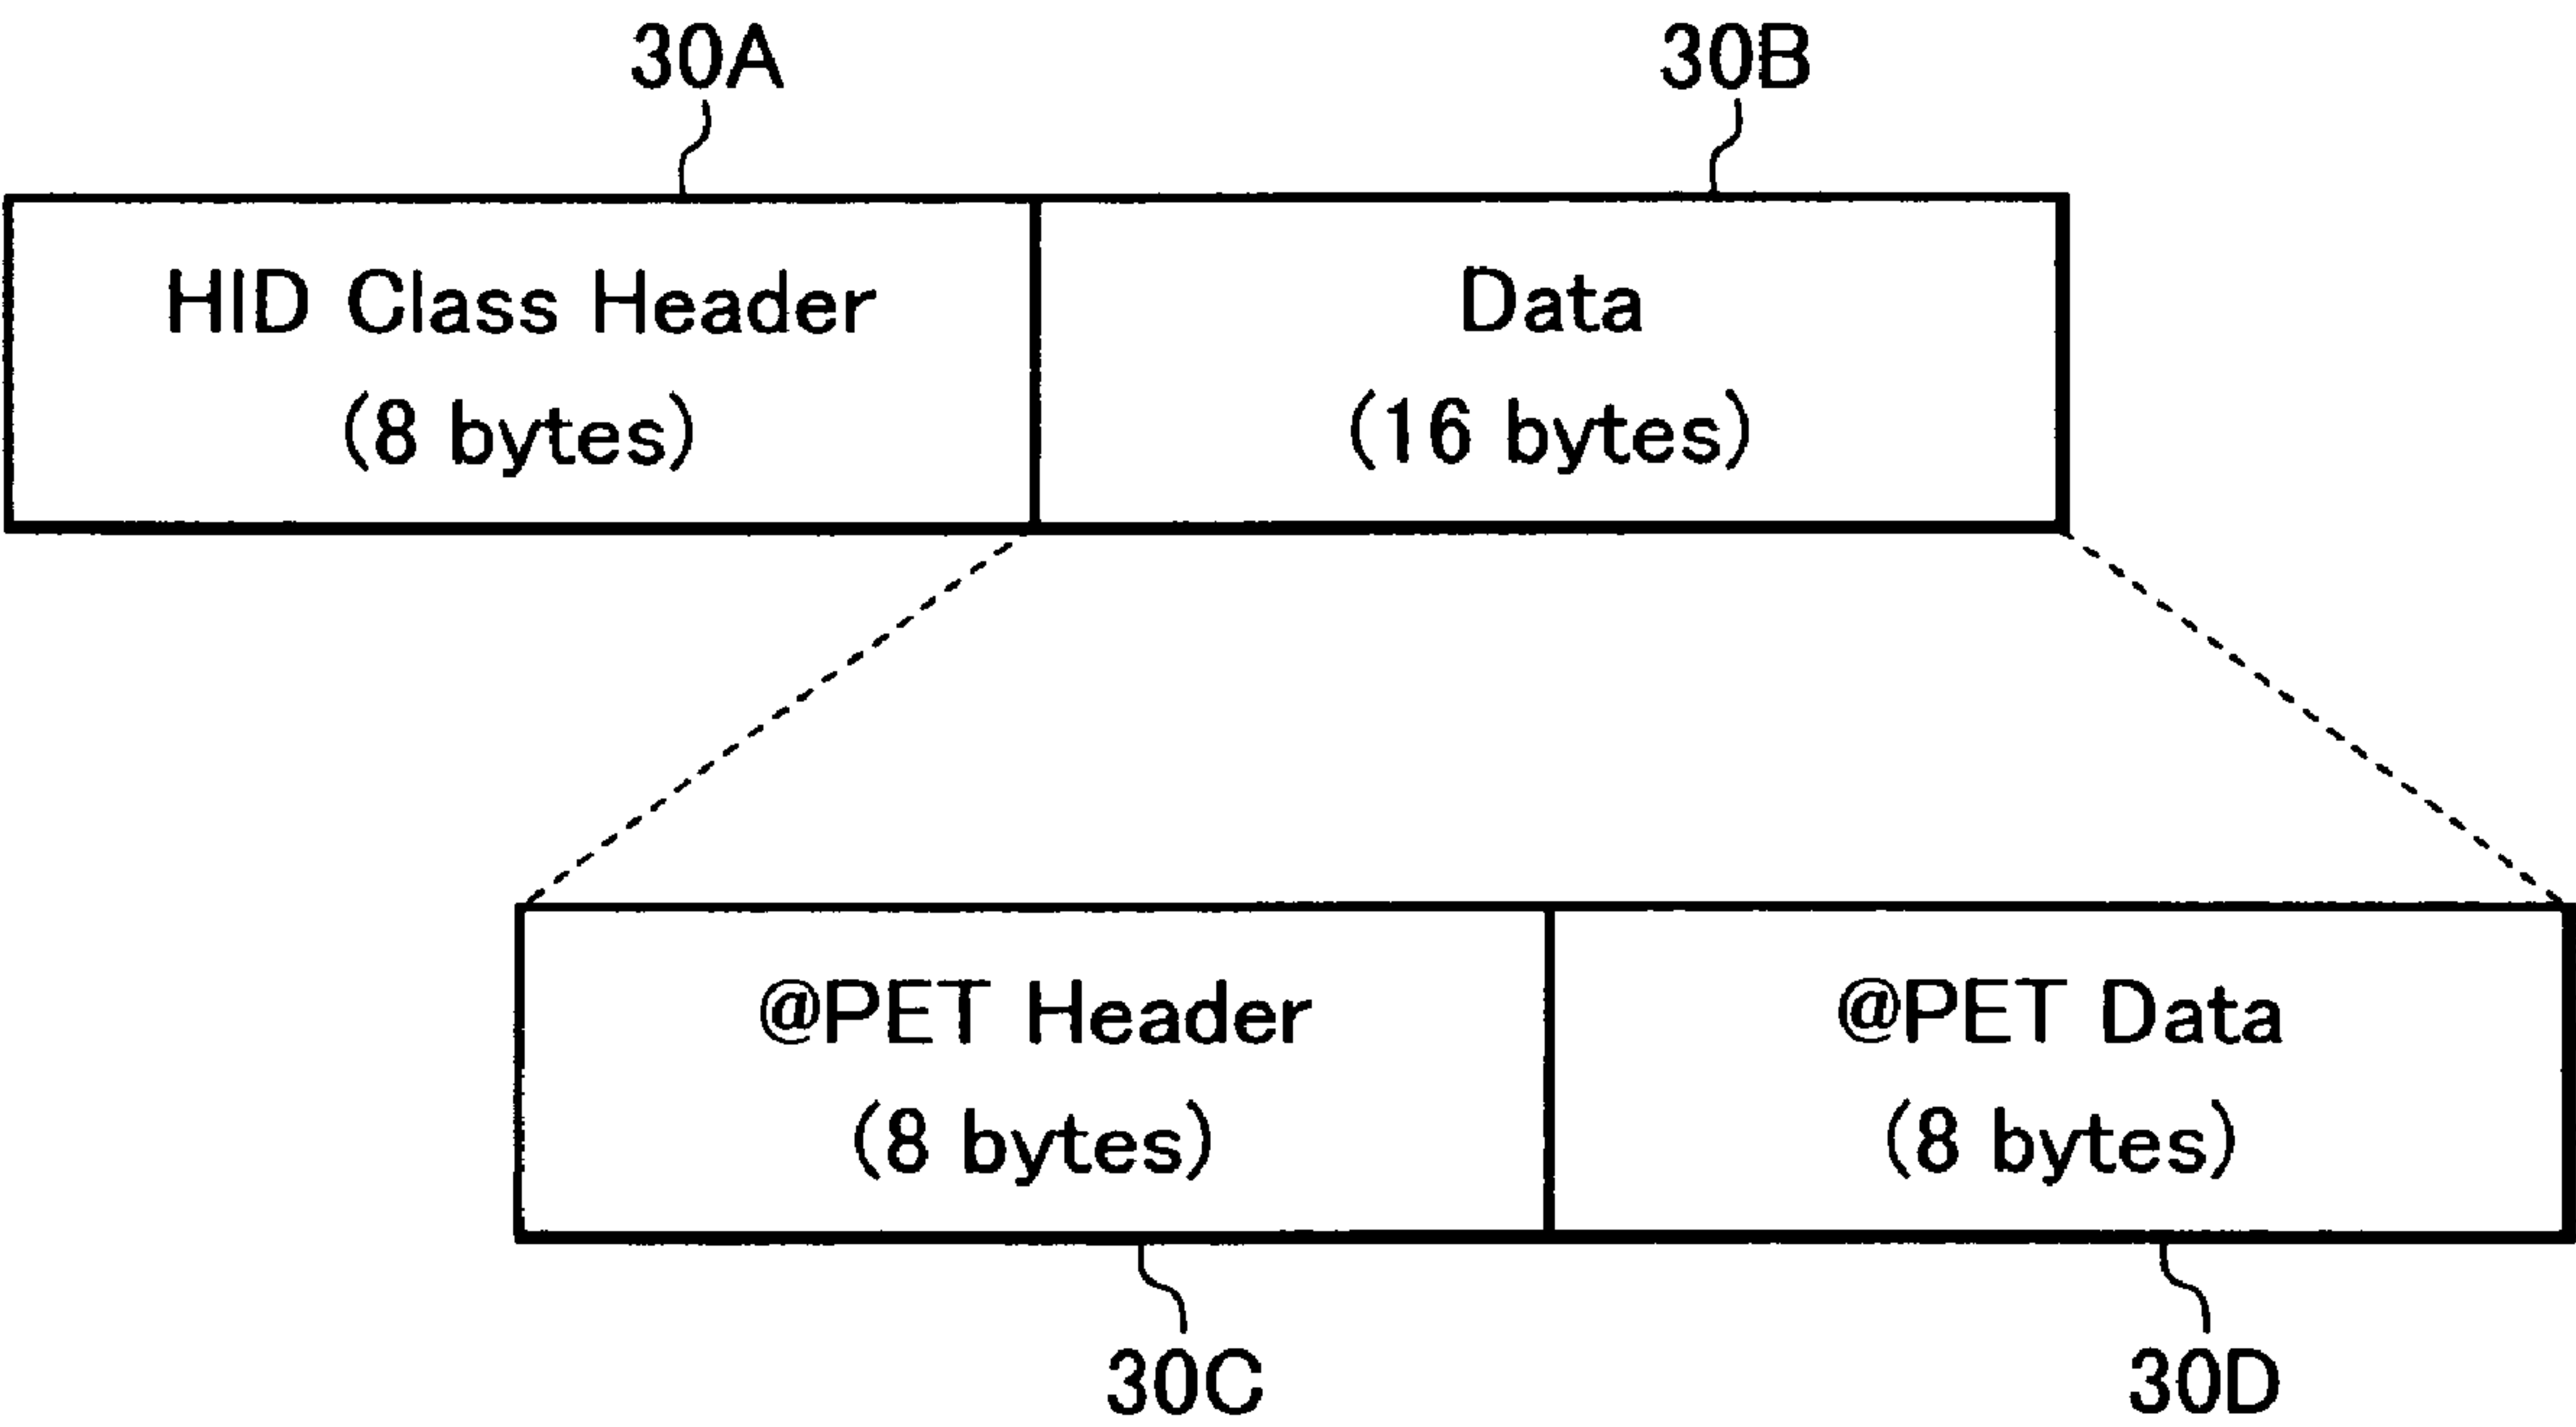 30A
30B
HID Class Header
(8 bytes)
Data
(16 bytes)
@PET Header
(8 bytes)
@PET Data
(8 bytes)
30C
30D